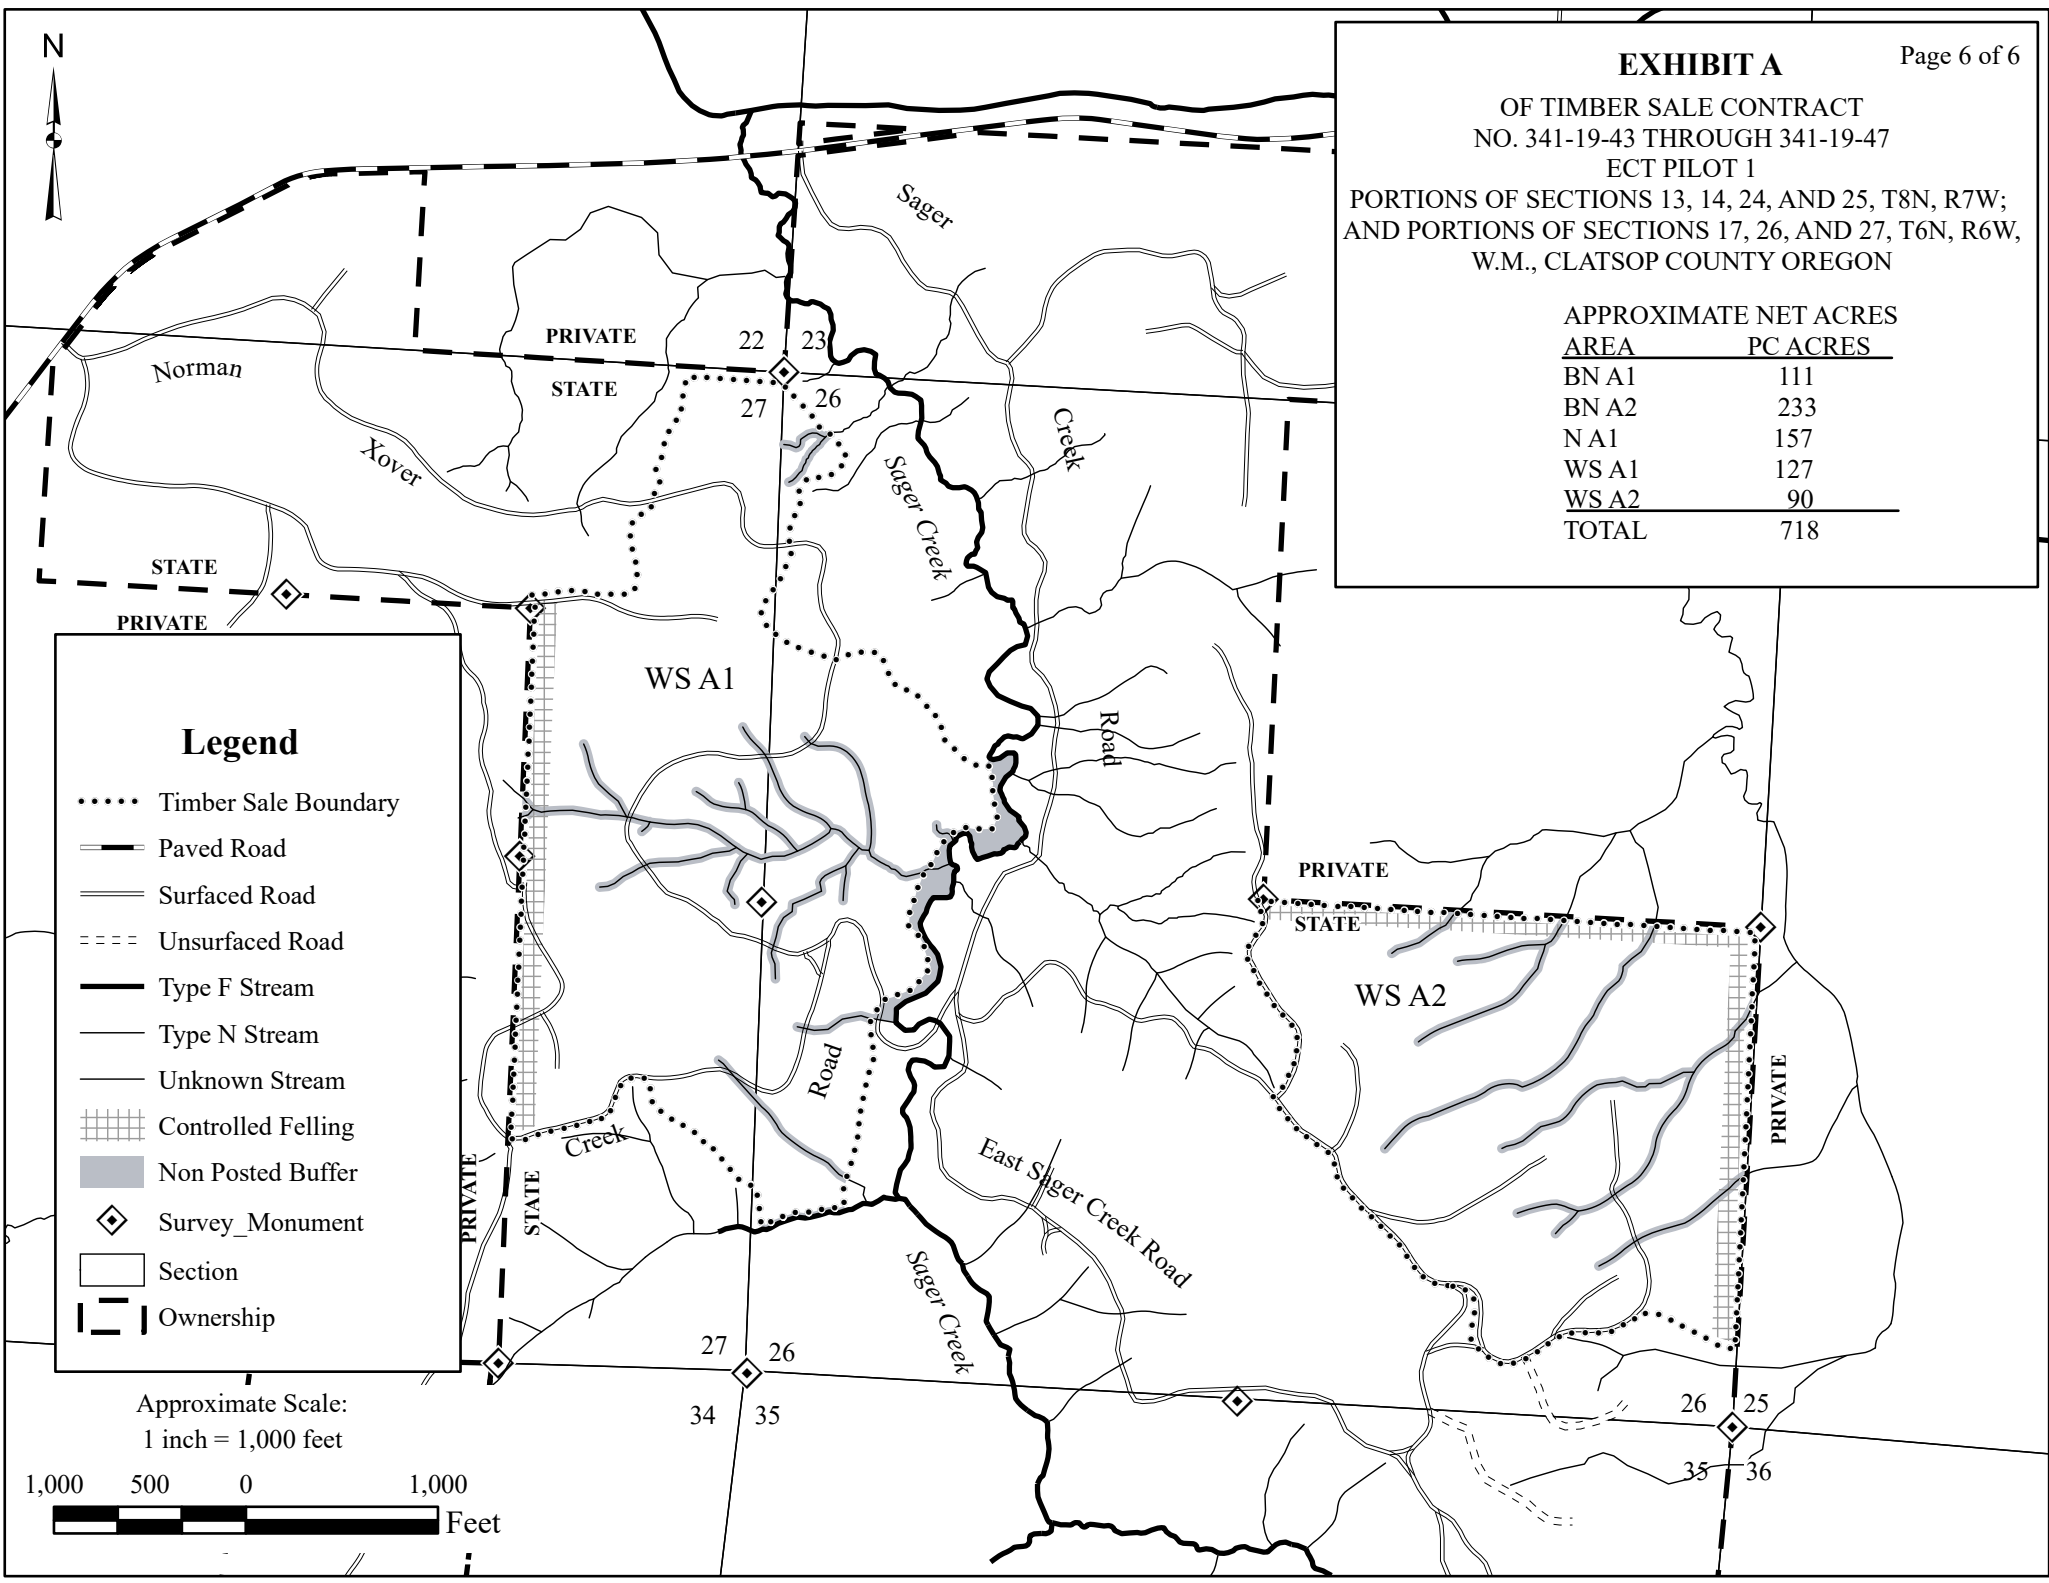 N
EXHIBIT A
Page 6 of 6
OF TIMBER SALE CONTRACT
NO. 341-19-43 THROUGH 341-19-47
ECT PILOT 1
PORTIONS OF SECTIONS 13, 14, 24, AND 25, T8N, R7W;
AND PORTIONS OF SECTIONS 17, 26, AND 27, T6N, R6W,
W.M., CLATSOP COUNTY OREGON
APPROXIMATE NET ACRES
AREA PC ACRES
BN A1 111
BN A2 233
N A1 157
WS A1 127
WS A2 90
TOTAL 718
Sager
Creek
Road
Norman
Xover
PRIVATE
STATE
22 23
27 26
Sager Creek
STATE
PRIVATE
WS A1
PRIVATE
STATE
WS A2
PRIVATE
Creek
Road
PRIVATE
STATE
East Sager Creek Road
Sager Creek
27 26
34 35
26 25
35 36
Legend
Timber Sale Boundary
Paved Road
Surfaced Road
Unsurfaced Road
Type F Stream
Type N Stream
Unknown Stream
Controlled Felling
Non Posted Buffer
Survey_Monument
Section
Ownership
Approximate Scale:
1 inch = 1,000 feet
1,000 500 0 1,000
Feet